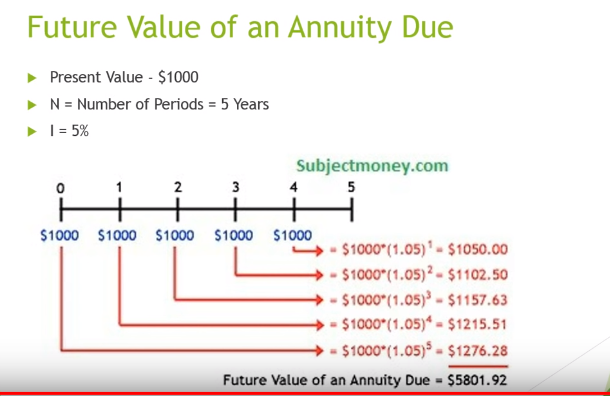 Future Value of an Annuity Due
Present Value - $1000
N = Number of Periods = 5 Years
I = 5%
Subjectmoney.com
0 1 2 3 4 5
$1000 $1000 $1000 $1000 $1000
= $1000*(1.05)¹ = $1050.00
= $1000*(1.05)² = $1102.50
= $1000*(1.05)³ = $1157.63
= $1000*(1.05)⁴ = $1215.51
= $1000*(1.05)⁵ = $1276.28
Future Value of an Annuity Due = $5801.92